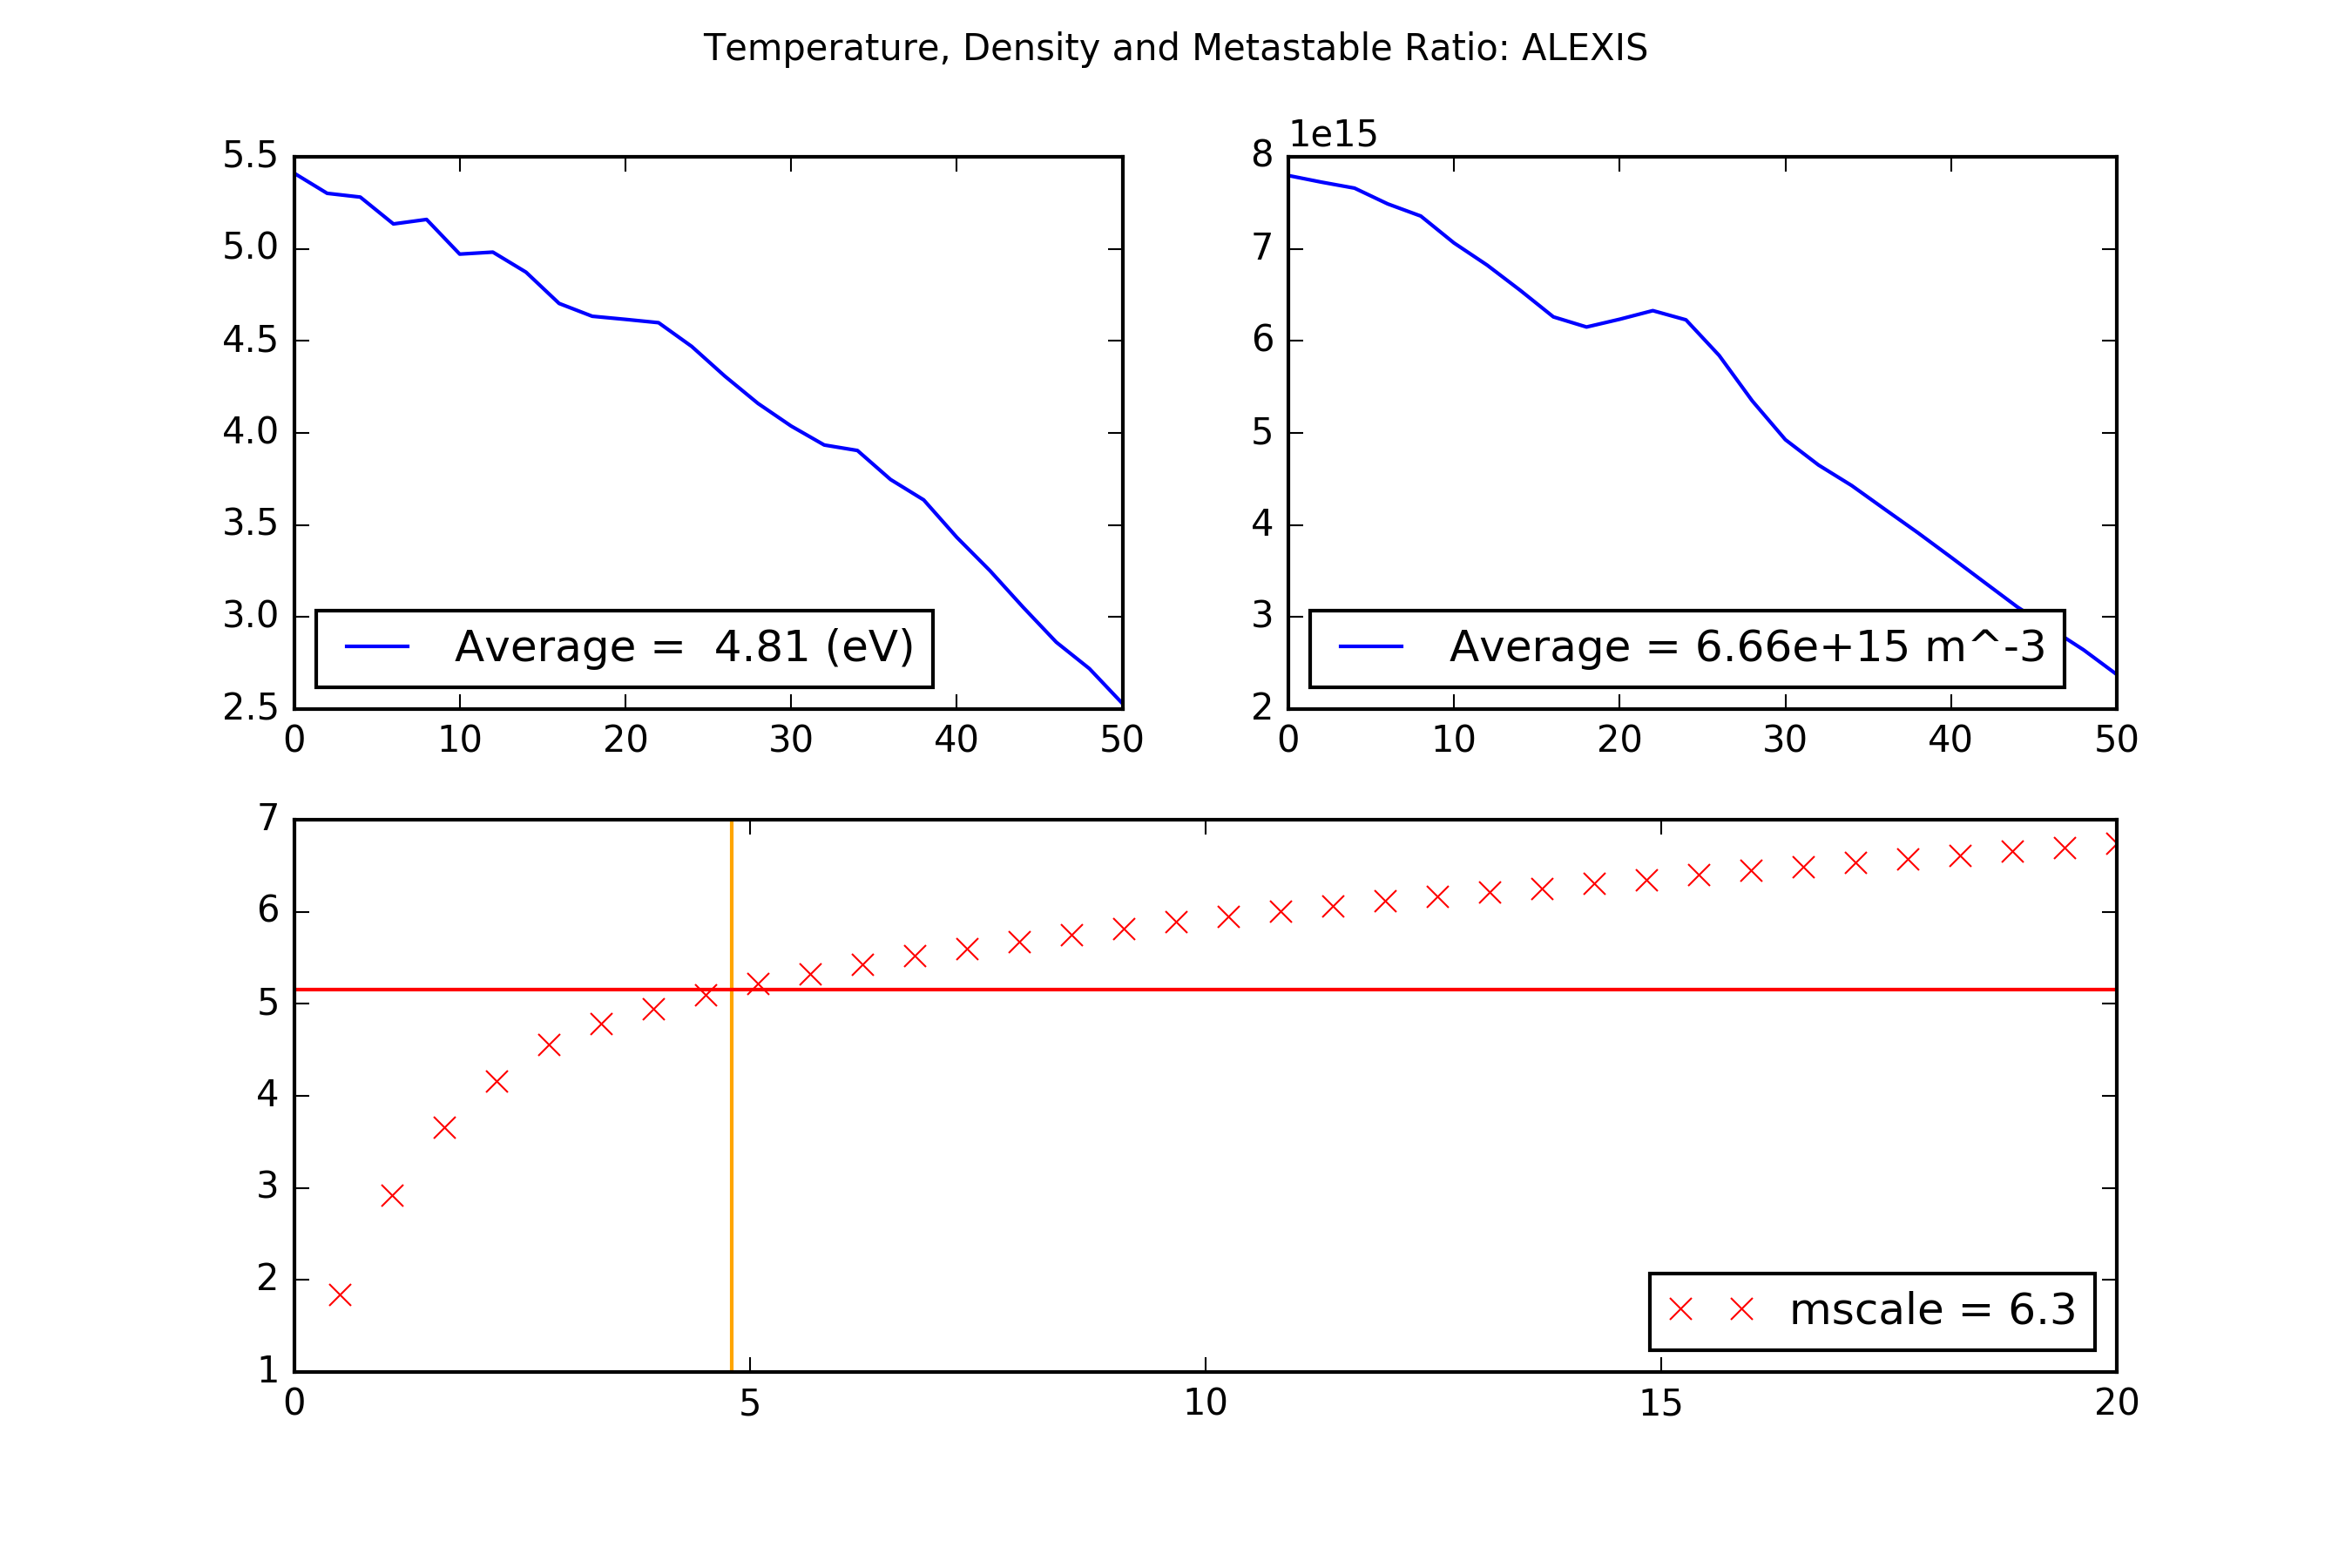 Temperature, Density and Metastable Ratio: ALEXIS
5.5
5.0
4.5
4.0
3.5
3.0
2.5
0 10 20 30 40 50
Average =  4.81 (eV)
1e15
8
7
6
5
4
3
2
0 10 20 30 40 50
Average = 6.66e+15 m^-3
7
6
5
4
3
2
1
0 5 10 15 20
mscale = 6.3